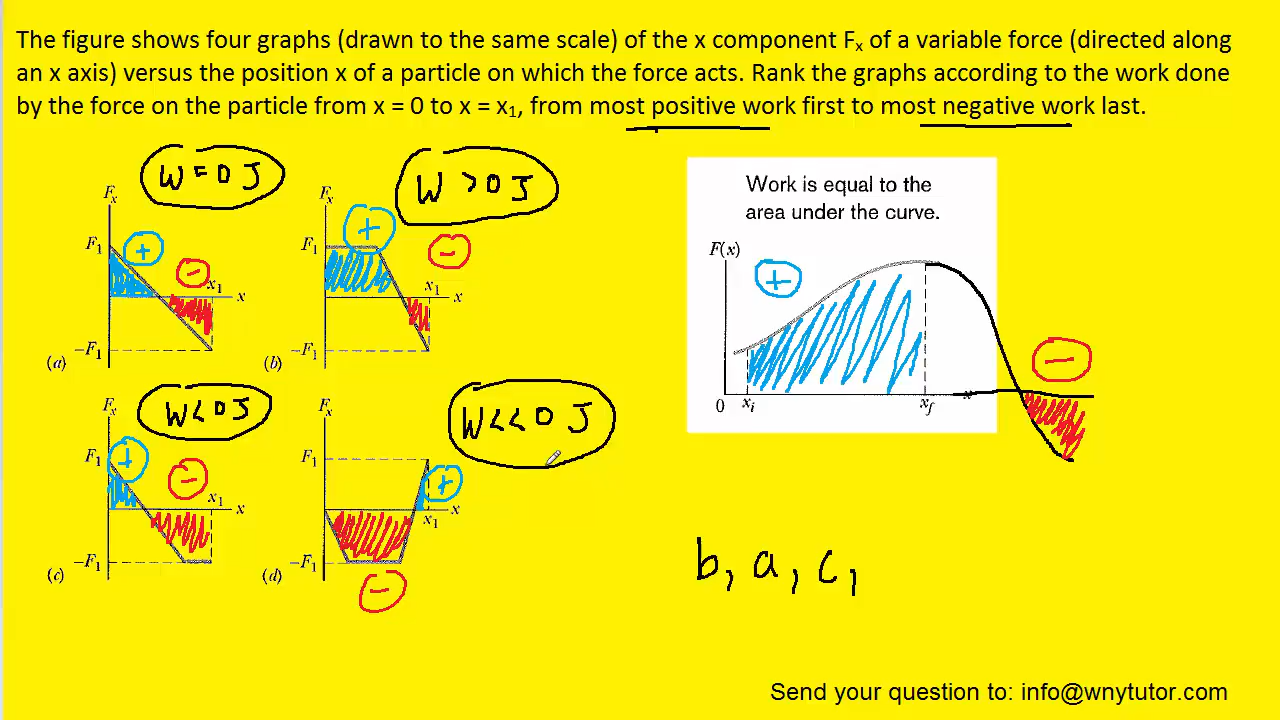 The figure shows four graphs (drawn to the same scale) of the x component Fx of a variable force (directed along
an x axis) versus the position x of a particle on which the force acts. Rank the graphs according to the work done
by the force on the particle from x = 0 to x = x1, from most positive work first to most negative work last.
W = 0 J
W > 0 J
Fx
Fx
F1
+
−
x1
x
−F1
(a)
F1
+
−
x1
x
−F1
(b)
Work is equal to the
area under the curve.
F(x)
+
0
xi
xf
x
−
W < 0 J
W << 0 J
Fx
Fx
F1
+
−
x1
x
−F1
(c)
F1
+
x1
x
−F1
(d)
−
b, a, c,
Send your question to: info@wnytutor.com